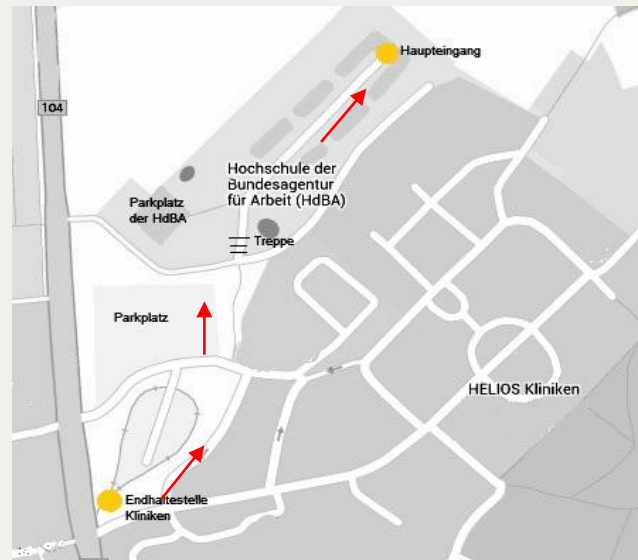 Haupteingang
104
Hochschule der
Bundesagentur
für Arbeit (HdBA)
Parkplatz
der HdBA
Treppe
Parkplatz
HELIOS Kliniken
Endhaltestelle
Kliniken